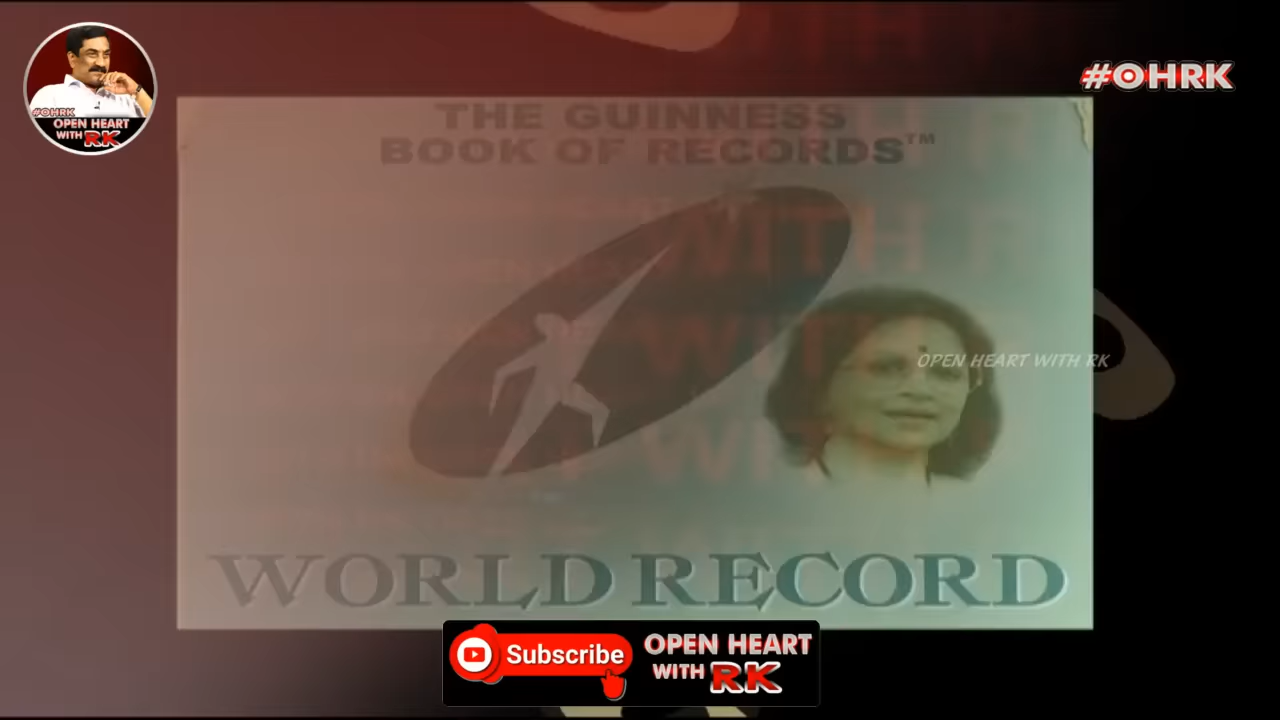 #OHRK
OPEN HEART
WITH RK
#OHRK
THE GUINNESS
BOOK OF RECORDS™
WITH
OPEN HEART WITH RK
WORLD RECORD
Subscribe
OPEN HEART
WITH RK